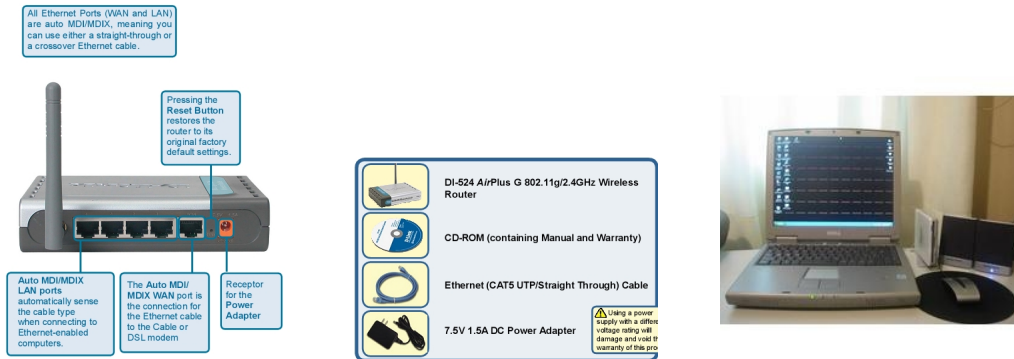 All Ethernet Ports (WAN and LAN)
are auto MDI/MDIX, meaning you
can use either a straight-through or
a crossover Ethernet cable.
Pressing the
Reset Button
restores the
router to its
original factory
default settings.
Auto MDI/MDIX
LAN ports
automatically sense
the cable type
when connecting to
Ethernet-enabled
computers.
The Auto MDI/
MDIX WAN port is
the connection for
the Ethernet cable
to the Cable or
DSL modem
Receptor
for the
Power
Adapter
DI-524 AirPlus G 802.11g/2.4GHz Wireless
Router
CD-ROM (containing Manual and Warranty)
Ethernet (CAT5 UTP/Straight Through) Cable
7.5V 1.5A DC Power Adapter
Using a power
supply with a differe
voltage rating will
damage and void th
warranty of this pro